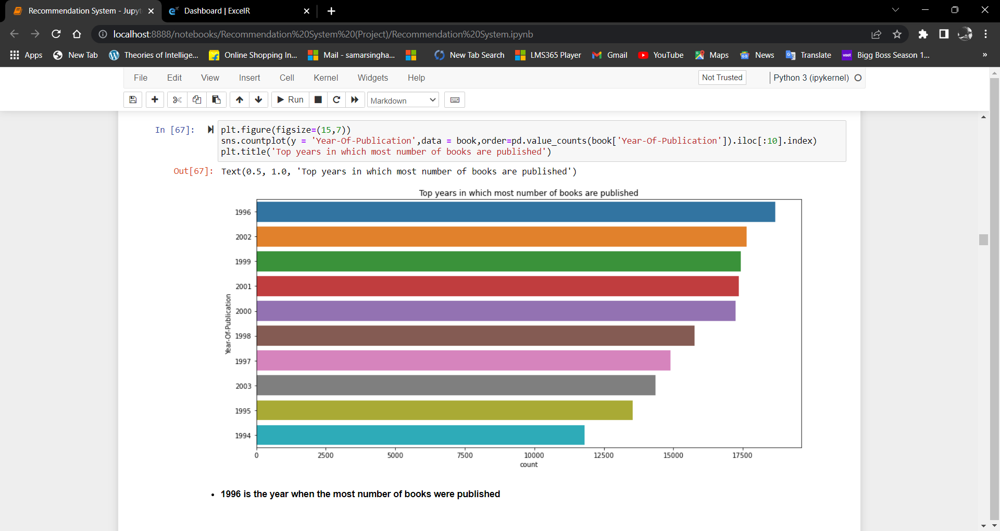 Recommendation System - Jupyt
Dashboard | ExcelR
localhost:8888/notebooks/Recommendation%20System%20(Project)/Recommendation%20System.ipynb
Apps New Tab Theories of Intellige... Online Shopping In... Mail - samarsingha... New Tab Search LMS365 Player Gmail YouTube Maps News Translate voot Bigg Boss Season 1... »
File Edit View Insert Cell Kernel Widgets Help Not Trusted Python 3 (ipykernel)
Run Markdown
In [67]: plt.figure(figsize=(15,7))
sns.countplot(y = 'Year-Of-Publication',data = book,order=pd.value_counts(book['Year-Of-Publication']).iloc[:10].index)
plt.title('Top years in which most number of books are published')
Out[67]: Text(0.5, 1.0, 'Top years in which most number of books are published')
Top years in which most number of books are published
Year-Of-Publication
1996
2002
1999
2001
2000
1998
1997
2003
1995
1994
0 2500 5000 7500 10000 12500 15000 17500
count
• 1996 is the year when the most number of books were published